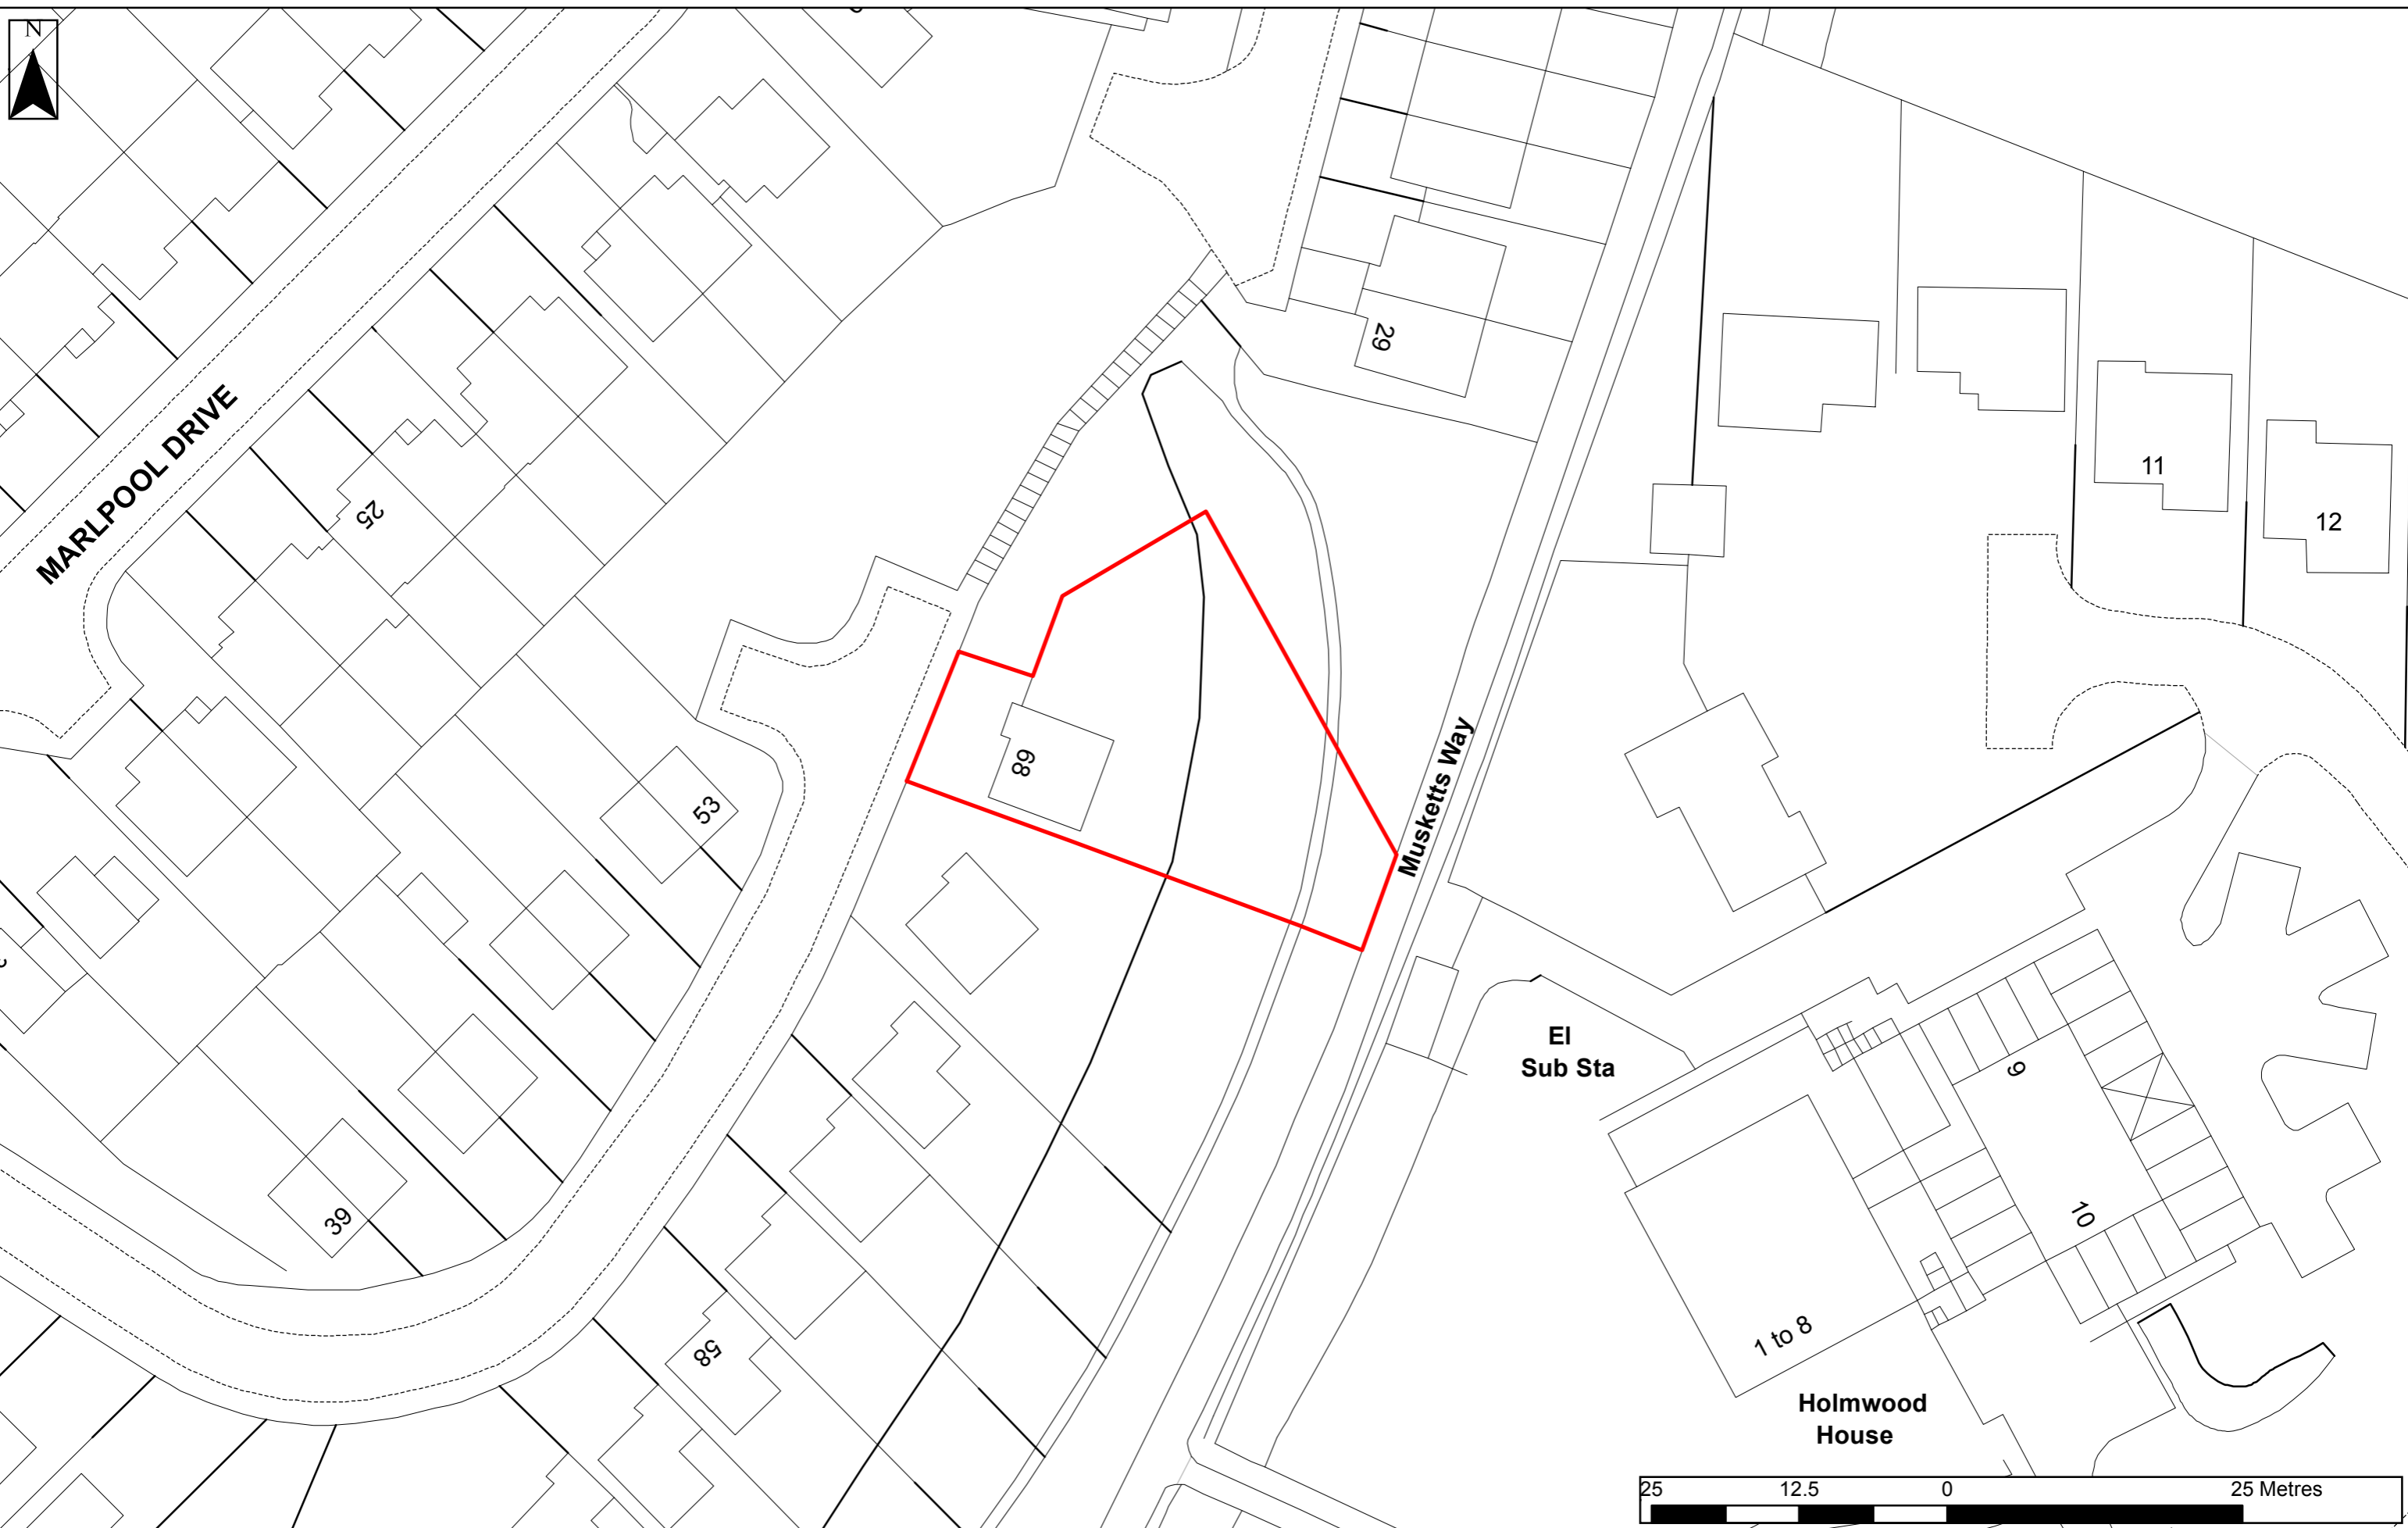 N
29
11
12
MARLPOOL DRIVE
25
68
53
Musketts Way
El
Sub Sta
9
10
39
58
1 to 8
Holmwood
House
25 12.5 0 25 Metres